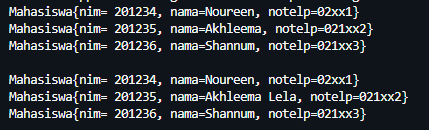 Mahasiswa{nim= 201234, nama=Noureen, notelp=02xx1}
Mahasiswa{nim= 201235, nama=Akhleema, notelp=021xx2}
Mahasiswa{nim= 201236, nama=Shannum, notelp=021xx3}
Mahasiswa{nim= 201234, nama=Noureen, notelp=02xx1}
Mahasiswa{nim= 201235, nama=Akhleema Lela, notelp=021xx2}
Mahasiswa{nim= 201236, nama=Shannum, notelp=021xx3}